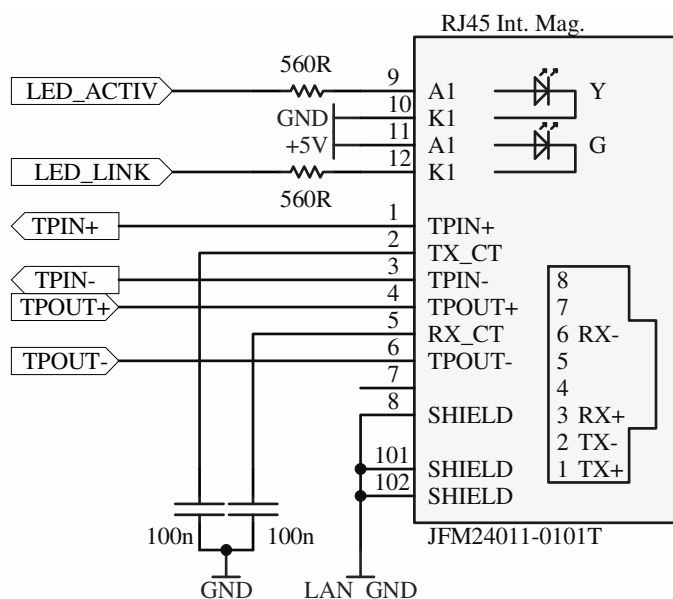 RJ45 Int. Mag.
560R
LED_ACTIV
9
A1
Y
GND
10
K1
+5V
11
A1
G
LED_LINK
12
K1
560R
TPIN+
1
TPIN+
2
TX_CT
TPIN-
3
TPIN-
8
TPOUT+
4
TPOUT+
7
5
RX_CT
6 RX-
TPOUT-
6
TPOUT-
5
7
4
8
SHIELD
3 RX+
2 TX-
101
SHIELD
1 TX+
102
SHIELD
100n
100n
JFM24011-0101T
GND
LAN GND